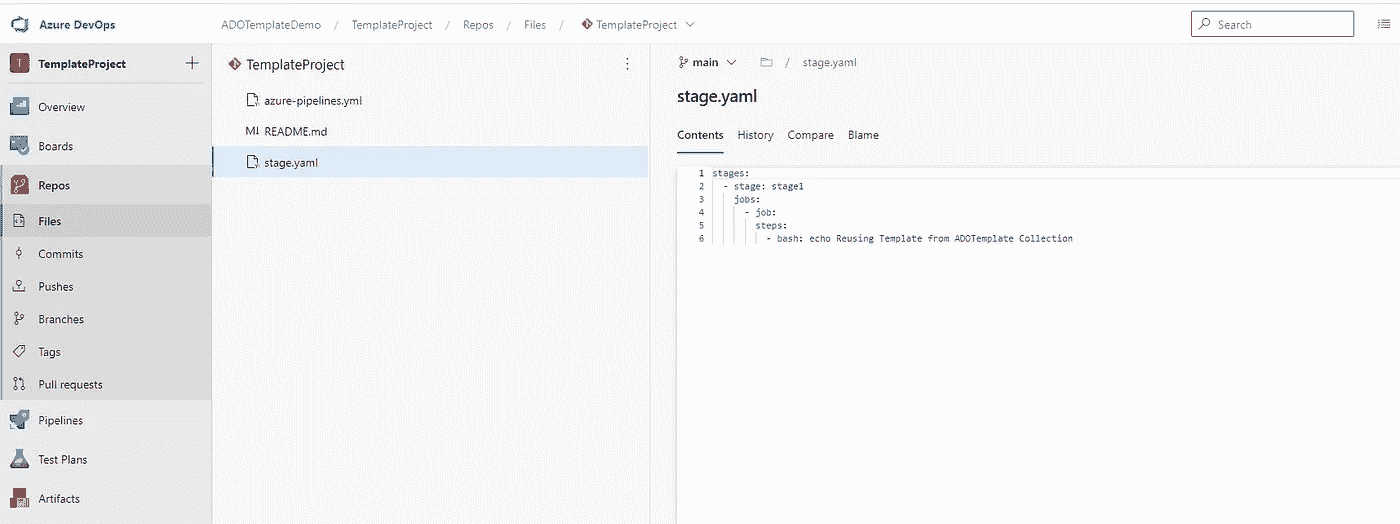 Azure DevOps
ADOTemplateDemo / TemplateProject / Repos / Files / TemplateProject
Search
T TemplateProject +
Overview
Boards
Repos
Files
Commits
Pushes
Branches
Tags
Pull requests
Pipelines
Test Plans
Artifacts
TemplateProject
azure-pipelines.yml
M↓ README.md
stage.yaml
main / stage.yaml
stage.yaml
Contents History Compare Blame
1 stages:
2 - stage: stage1
3 jobs:
4 - job:
5 steps:
6 - bash: echo Reusing Template from ADOTemplate Collection